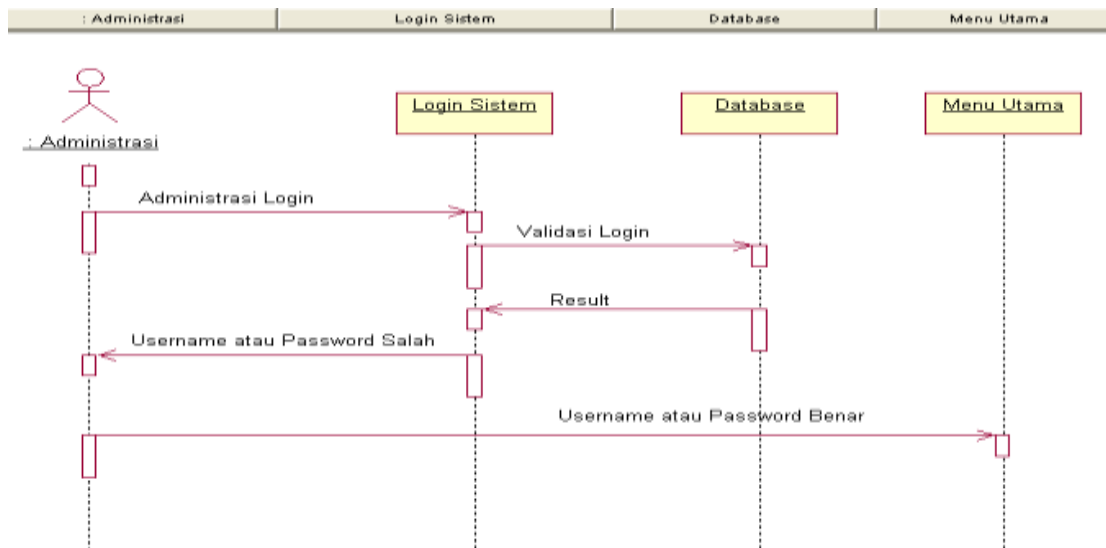 : Administrasi Login Sistem Database Menu Utama
Login Sistem Database Menu Utama
: Administrasi
Administrasi Login
Validasi Login
Result
Username atau Password Salah
Username atau Password Benar